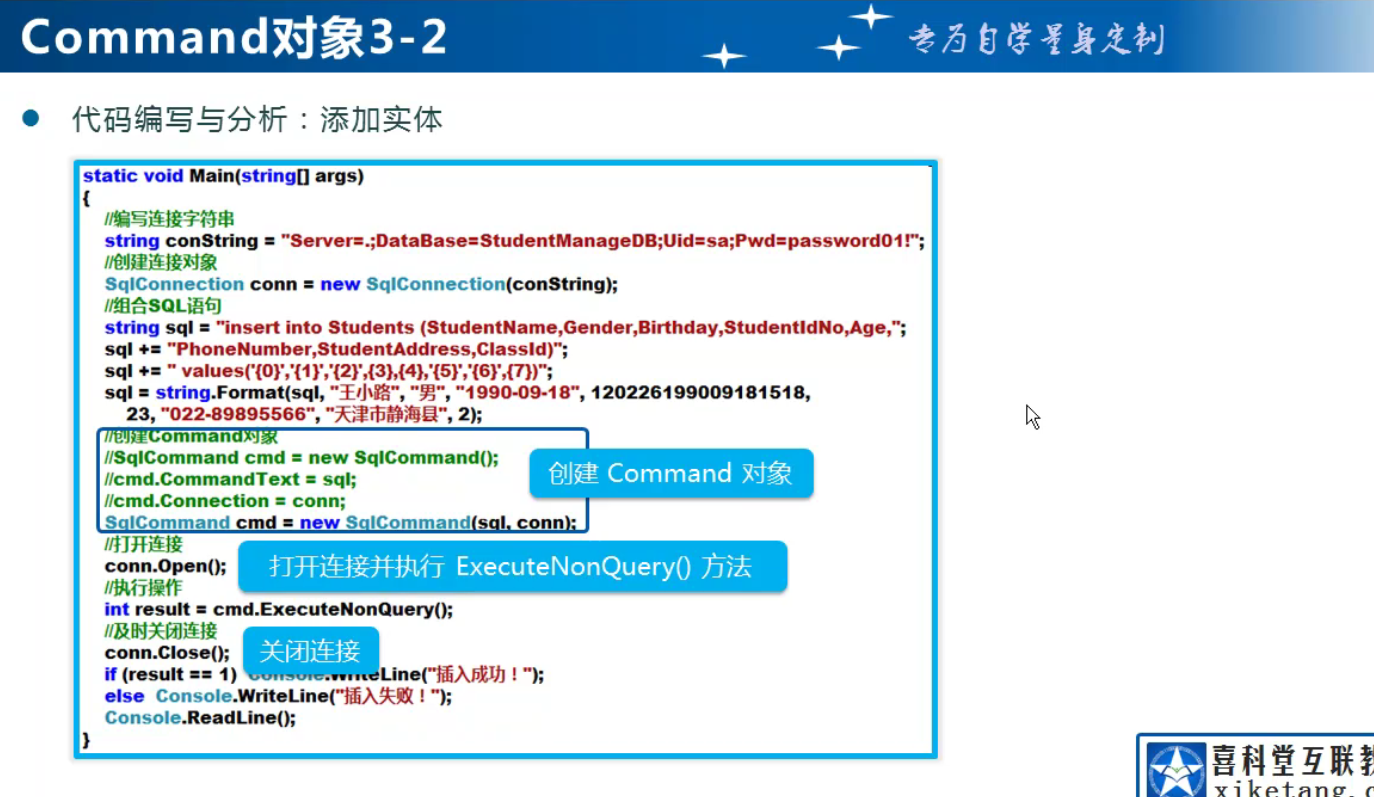 Command对象3-2
专为自学量身定制
代码编写与分析：添加实体
static void Main(string[] args)
{
//编写连接字符串
string conString = "Server=.;DataBase=StudentManageDB;Uid=sa;Pwd=password01!";
//创建连接对象
SqlConnection conn = new SqlConnection(conString);
//组合SQL语句
string sql = "insert into Students (StudentName,Gender,Birthday,StudentIdNo,Age,";
sql += "PhoneNumber,StudentAddress,ClassId)";
sql += " values('{0}','{1}','{2}',{3},{4},'{5}','{6}',{7})";
sql = string.Format(sql, "王小路", "男", "1990-09-18", 120226199009181518,
23, "022-89895566", "天津市静海县", 2);
//创建Command对象
//SqlCommand cmd = new SqlCommand();
//cmd.CommandText = sql;
创建 Command 对象
//cmd.Connection = conn;
SqlCommand cmd = new SqlCommand(sql, conn);
//打开连接
conn.Open();
打开连接并执行 ExecuteNonQuery() 方法
//执行操作
int result = cmd.ExecuteNonQuery();
//及时关闭连接
conn.Close();
关闭连接
if (result == 1) Console.WriteLine("插入成功！");
else Console.WriteLine("插入失败！");
Console.ReadLine();
}
喜科堂互联教
xiketang.c